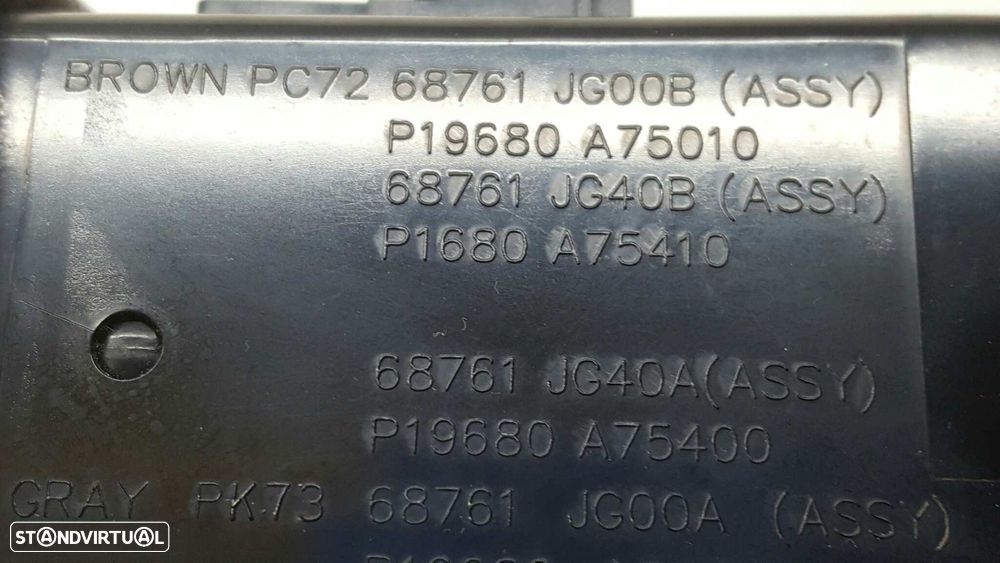 BROWN PC72 68761 JG00B (ASSY)
P19680 A75010
68761 JG40B (ASSY)
P1680 A75410
68761 JG40A(ASSY)
P19680 A75400
GRAY PK73 68761 JG00A (ASSY)
STANDVIRTUAL